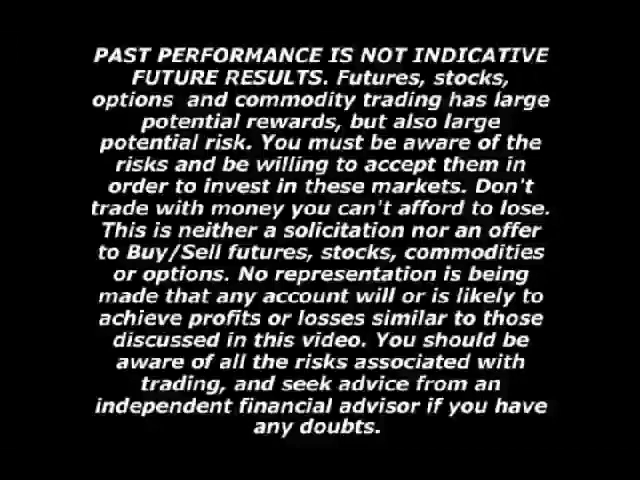 PAST PERFORMANCE IS NOT INDICATIVE
FUTURE RESULTS. Futures, stocks,
options and commodity trading has large
potential rewards, but also large
potential risk. You must be aware of the
risks and be willing to accept them in
order to invest in these markets. Don't
trade with money you can't afford to lose.
This is neither a solicitation nor an offer
to Buy/Sell futures, stocks, commodities
or options. No representation is being
made that any account will or is likely to
achieve profits or losses similar to those
discussed in this video. You should be
aware of all the risks associated with
trading, and seek advice from an
independent financial advisor if you have
any doubts.